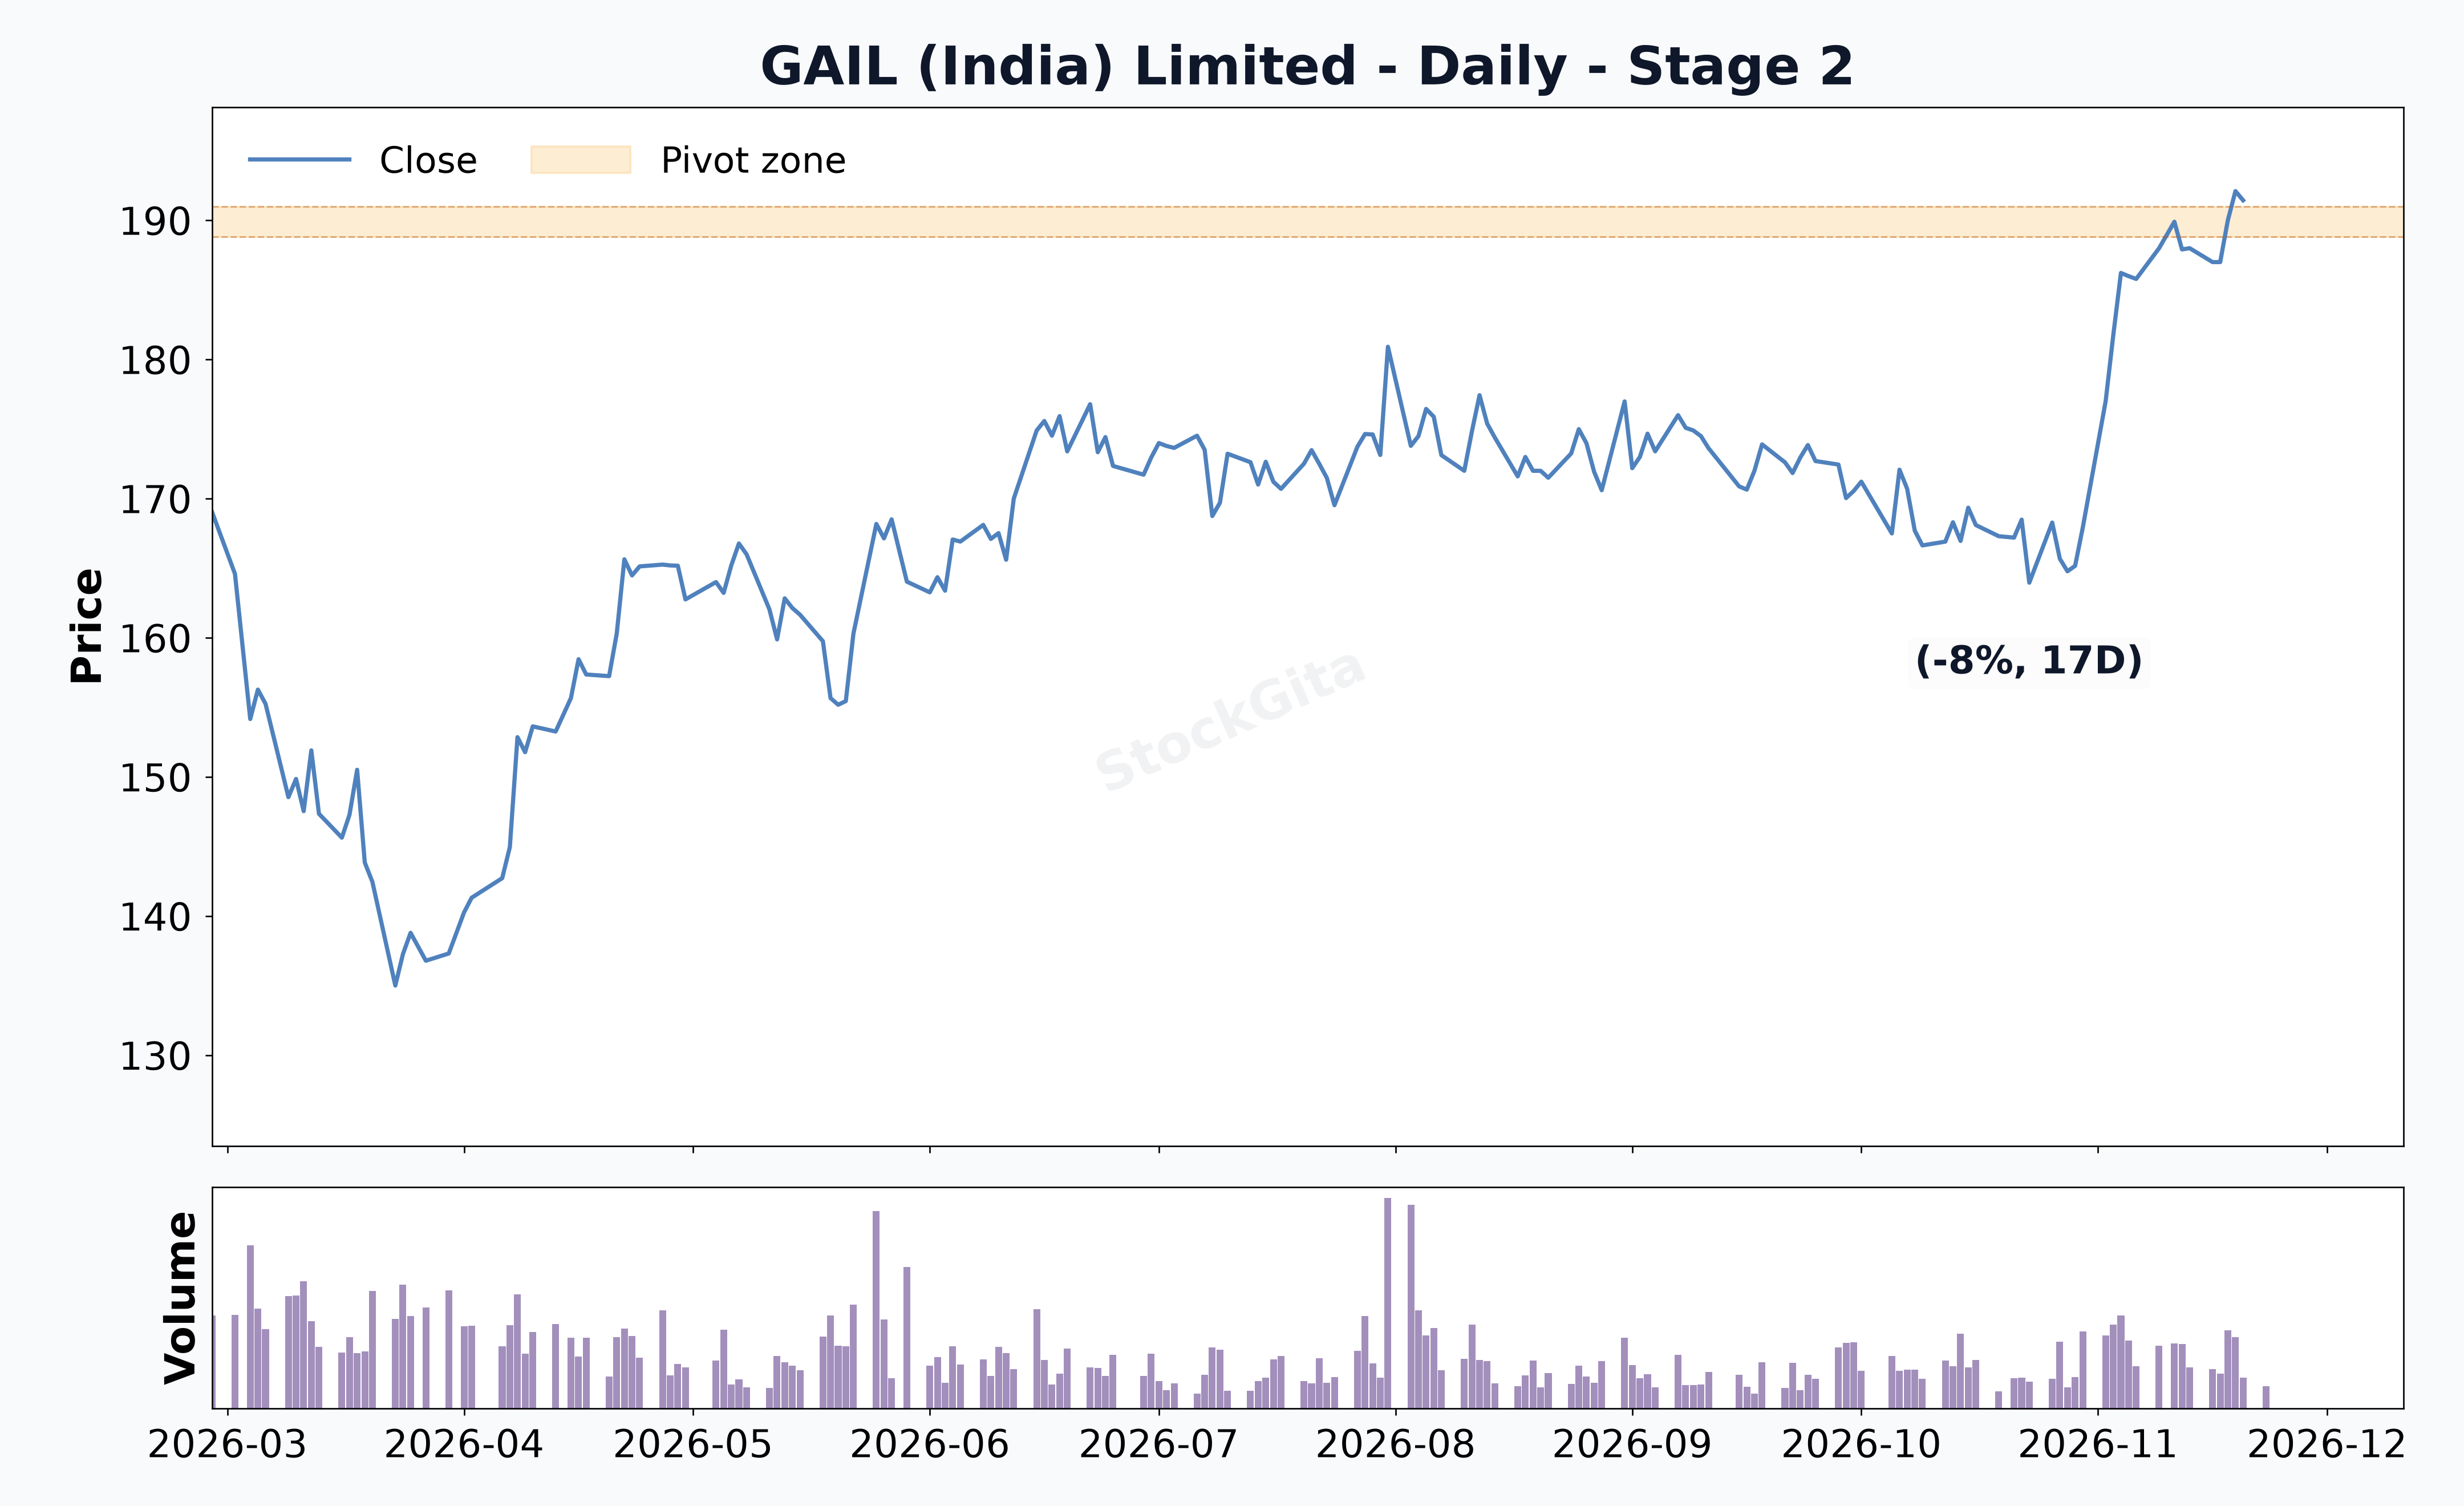 GAIL (India) Limited - Daily - Stage 2
Close Pivot zone
190
180
170
160
150
140
130
Price
(-8%, 17D)
StockGita
Volume
2026-03 2026-04 2026-05 2026-06 2026-07 2026-08 2026-09 2026-10 2026-11 2026-12